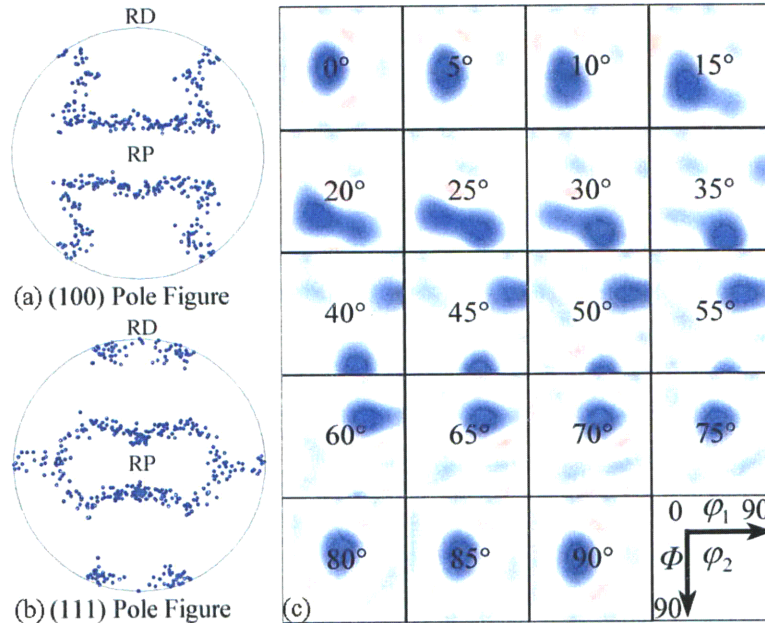 RD
RP
(a) (100) Pole Figure
RD
RP
(b) (111) Pole Figure
0° 5° 10° 15°
20° 25° 30° 35°
40° 45° 50° 55°
60° 65° 70° 75°
80° 85° 90°
0 φ₁ 90
Φ φ₂
90
(c)